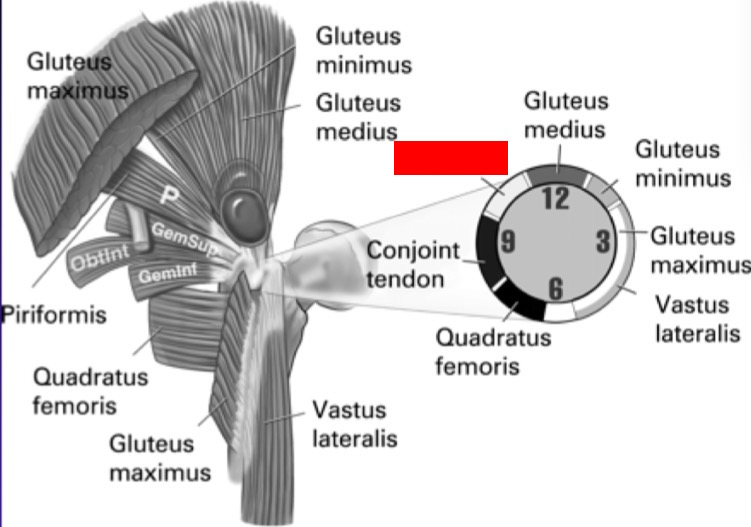 Gluteus
maximus
Gluteus
minimus
Gluteus
medius
P
GemSup
ObtInt
GemInf
Piriformis
Quadratus
femoris
Gluteus
maximus
Vastus
lateralis
Gluteus
medius
Gluteus
minimus
Gluteus
maximus
Vastus
lateralis
Quadratus
femoris
Conjoint
tendon
12
3
6
9